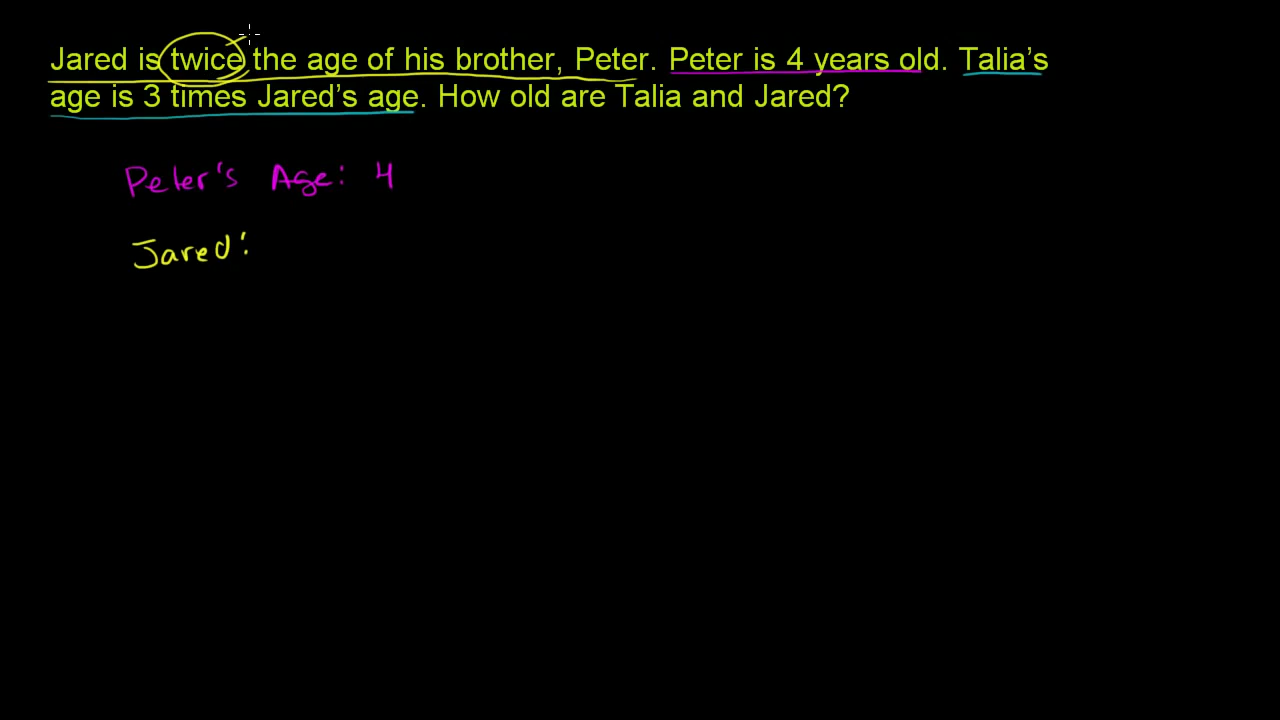 Jared is twice the age of his brother, Peter. Peter is 4 years old. Talia’s
age is 3 times Jared’s age. How old are Talia and Jared?
Peter's Age: 4
Jared: